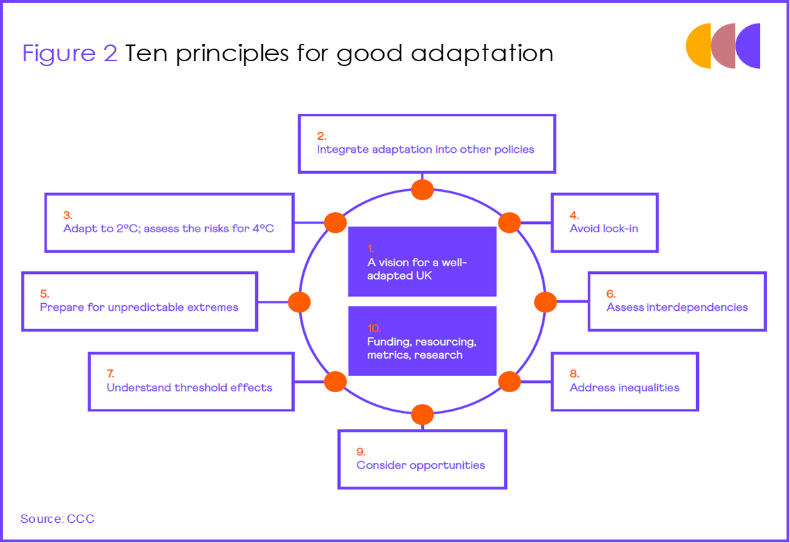 Figure 2 Ten principles for good adaptation
2.
Integrate adaptation into other policies
3.
Adapt to 2°C; assess the risks for 4°C
4.
Avoid lock-in
1.
A vision for a well-
adapted UK
5.
Prepare for unpredictable extremes
6.
Assess interdependencies
10.
Funding, resourcing,
metrics, research
7.
Understand threshold effects
8.
Address inequalities
9.
Consider opportunities
Source: CCC